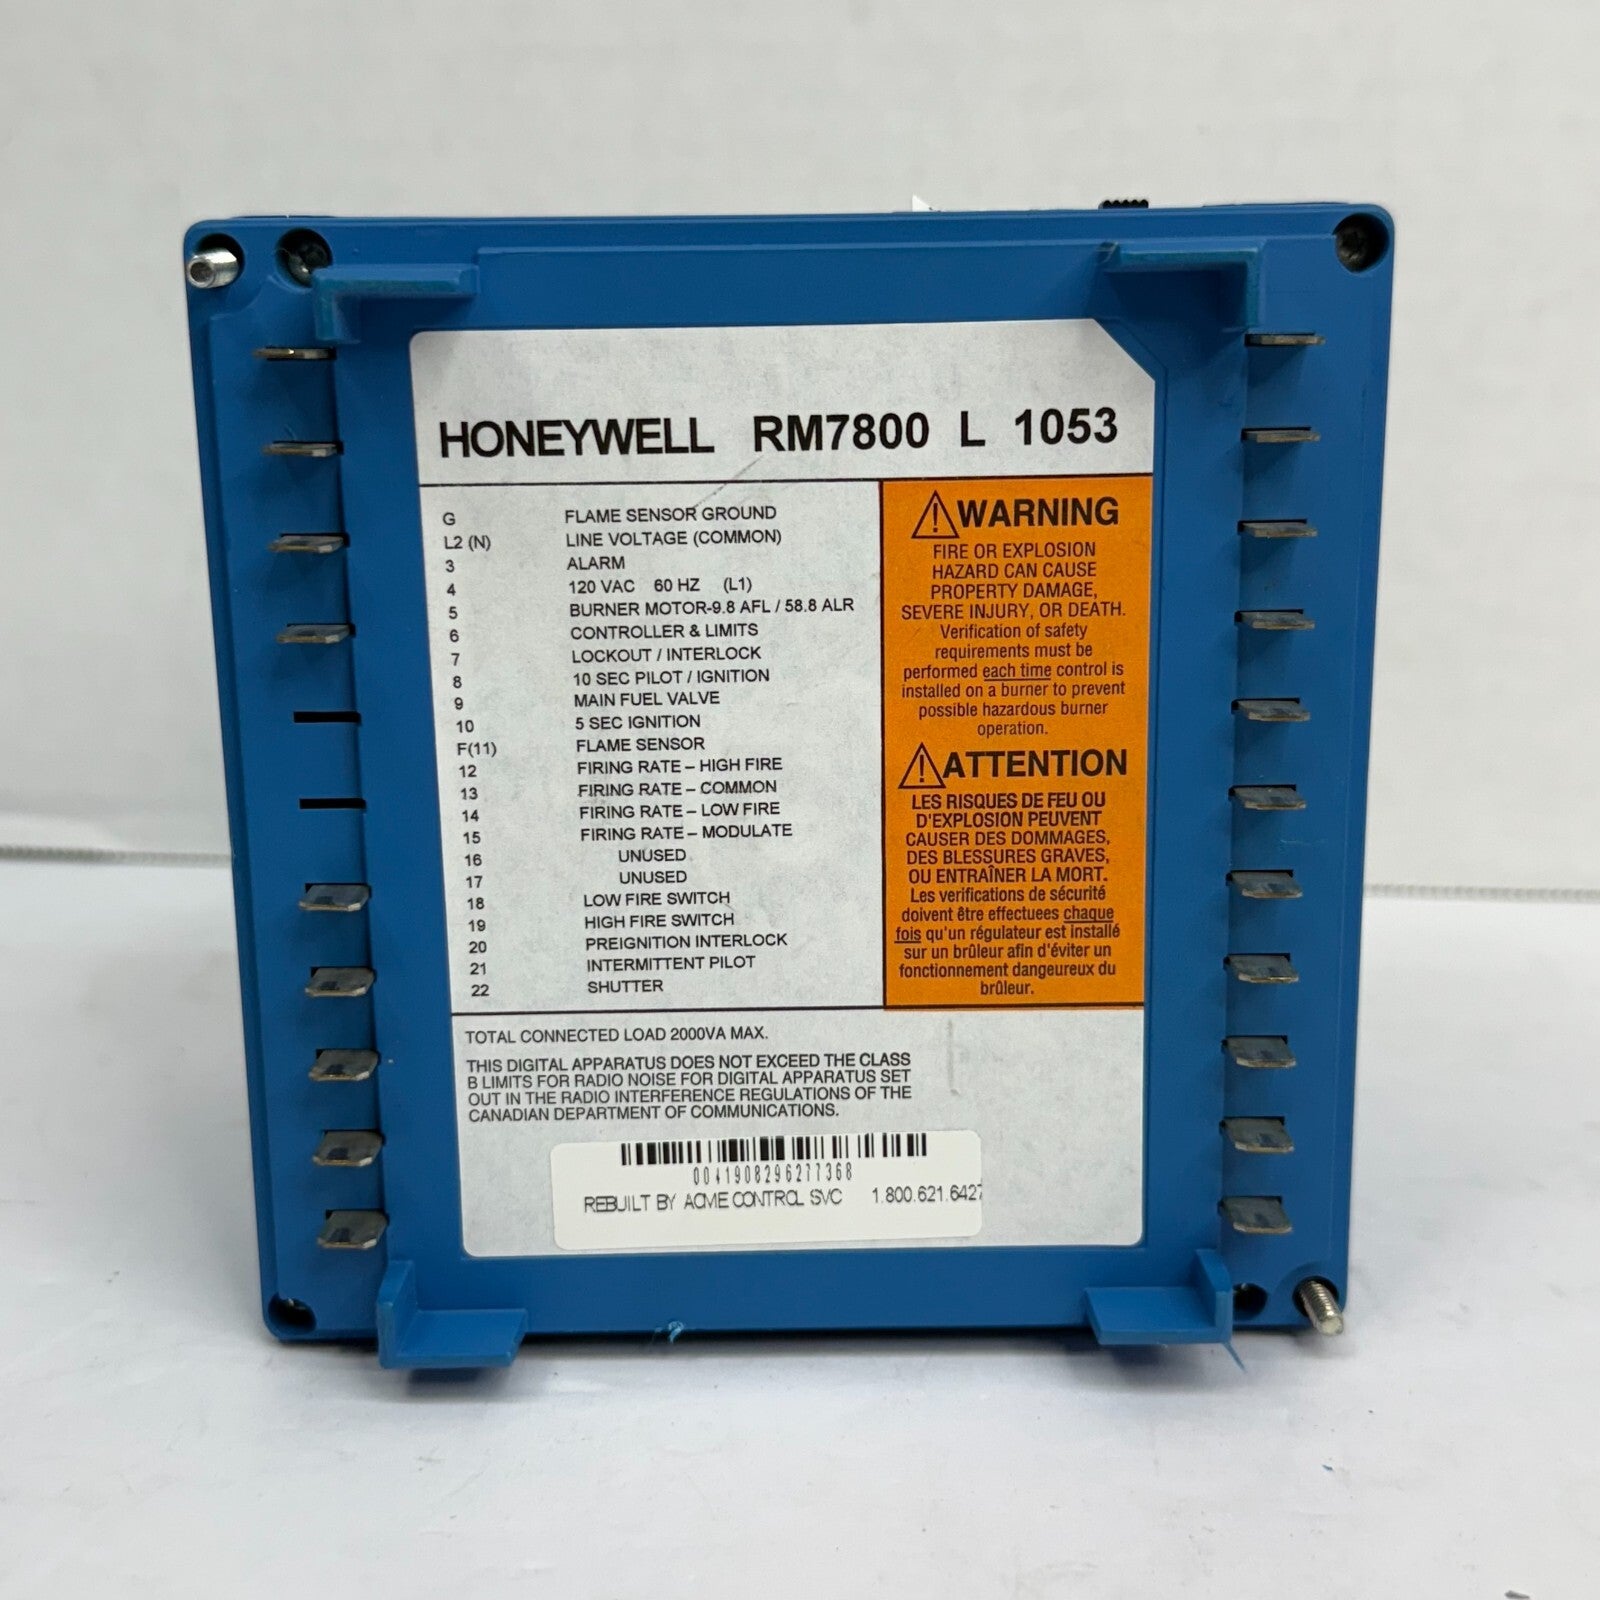 HONEYWELL RM7800 L 1053
G FLAME SENSOR GROUND
L2 (N) LINE VOLTAGE (COMMON)
3 ALARM
4 120 VAC 60 HZ (L1)
5 BURNER MOTOR-9.8 AFL / 58.8 ALR
6 CONTROLLER & LIMITS
7 LOCKOUT / INTERLOCK
8 10 SEC PILOT / IGNITION
9 MAIN FUEL VALVE
10 5 SEC IGNITION
F(11) FLAME SENSOR
12 FIRING RATE – HIGH FIRE
13 FIRING RATE – COMMON
14 FIRING RATE – LOW FIRE
15 FIRING RATE – MODULATE
16 UNUSED
17 UNUSED
18 LOW FIRE SWITCH
19 HIGH FIRE SWITCH
20 PREIGNITION INTERLOCK
21 INTERMITTENT PILOT
22 SHUTTER
WARNING
FIRE OR EXPLOSION
HAZARD CAN CAUSE
PROPERTY DAMAGE,
SEVERE INJURY, OR DEATH.
Verification of safety
requirements must be
performed each time control is
installed on a burner to prevent
possible hazardous burner
operation.
ATTENTION
LES RISQUES DE FEU OU
D'EXPLOSION PEUVENT
CAUSER DES DOMMAGES,
DES BLESSURES GRAVES,
OU ENTRAÎNER LA MORT.
Les verifications de sécurité
doivent être effectuees chaque
fois qu'un régulateur est installé
sur un brûleur afin d'éviter un
fonctionnement dangeureux du
brûleur.
TOTAL CONNECTED LOAD 2000VA MAX.
THIS DIGITAL APPARATUS DOES NOT EXCEED THE CLASS
B LIMITS FOR RADIO NOISE FOR DIGITAL APPARATUS SET
OUT IN THE RADIO INTERFERENCE REGULATIONS OF THE
CANADIAN DEPARTMENT OF COMMUNICATIONS.
0041908296277368
REBUILT BY ACME CONTROL SVC 1.800.621.6427